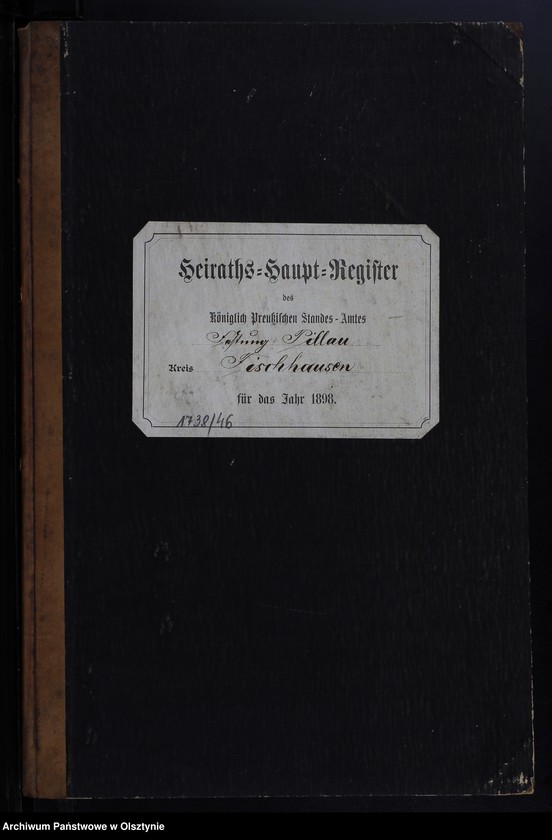 Heiraths-Haupt-Register
des
Königlich Preußischen Standes-Amtes
Festung Pillau
Kreis Fischhausen
für das Jahr 1898.
1738/46
Archiwum Państwowe w Olsztynie